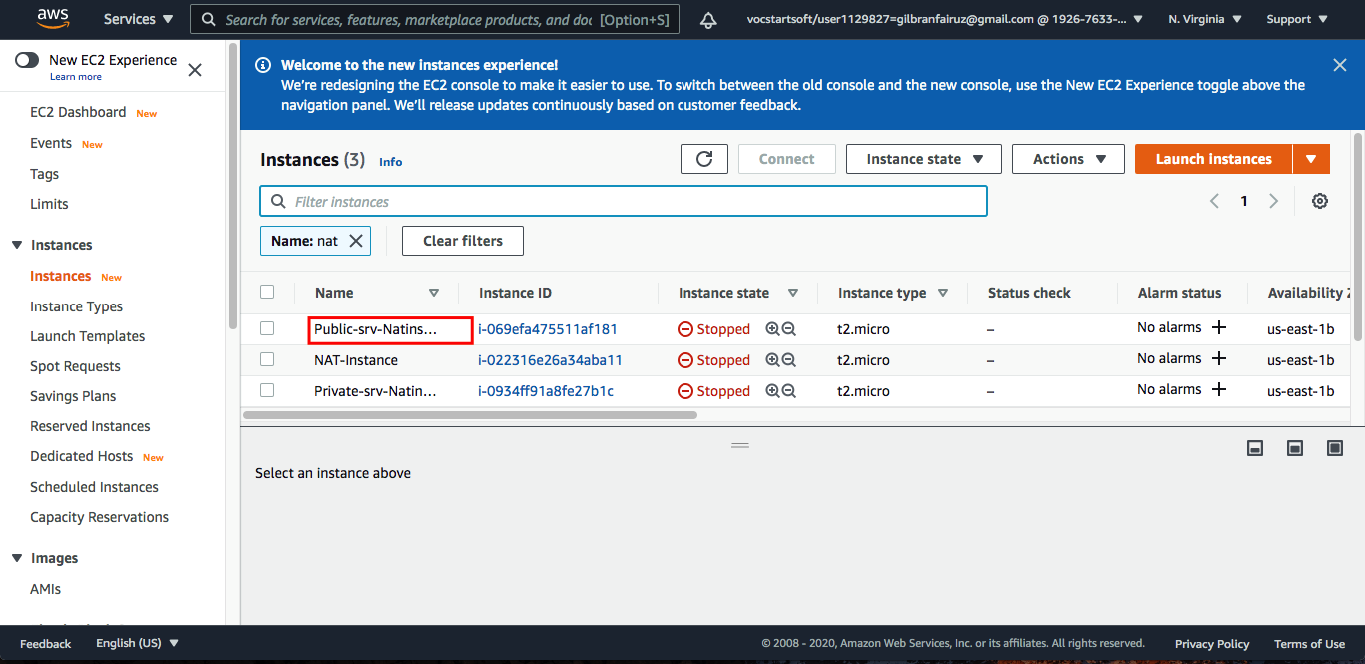 aws Services Search for services, features, marketplace products, and doc [Option+S] vocstartsoft/user1129827=gilbranfairuz@gmail.com @ 1926-7633-... N. Virginia Support
New EC2 Experience
Learn more
EC2 Dashboard New
Events New
Tags
Limits
Instances
Instances New
Instance Types
Launch Templates
Spot Requests
Savings Plans
Reserved Instances
Dedicated Hosts New
Scheduled Instances
Capacity Reservations
Images
AMIs
Welcome to the new instances experience!
We're redesigning the EC2 console to make it easier to use. To switch between the old console and the new console, use the New EC2 Experience toggle above the
navigation panel. We'll release updates continuously based on customer feedback.
Instances (3) Info Connect Instance state Actions Launch instances
Filter instances 1
Name: nat Clear filters
Name Instance ID Instance state Instance type Status check Alarm status Availability
Public-srv-Natins... i-069efa475511af181 Stopped t2.micro – No alarms + us-east-1b
NAT-Instance i-022316e26a34aba11 Stopped t2.micro – No alarms + us-east-1b
Private-srv-Natin... i-0934ff91a8fe27b1c Stopped t2.micro – No alarms + us-east-1b
Select an instance above
Feedback English (US) © 2008 - 2020, Amazon Web Services, Inc. or its affiliates. All rights reserved. Privacy Policy Terms of Use